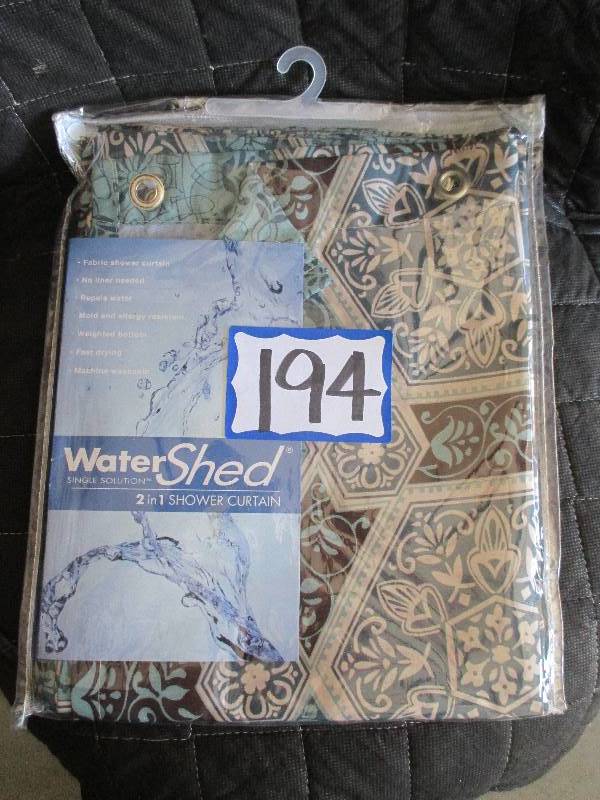 • Fabric shower curtain
• No liner needed
• Repels water
Mold and allergy resistant
Weighted bottom
• Fast drying
• Machine washable
194
WaterShed®
SINGLE SOLUTION™
2 in 1 SHOWER CURTAIN